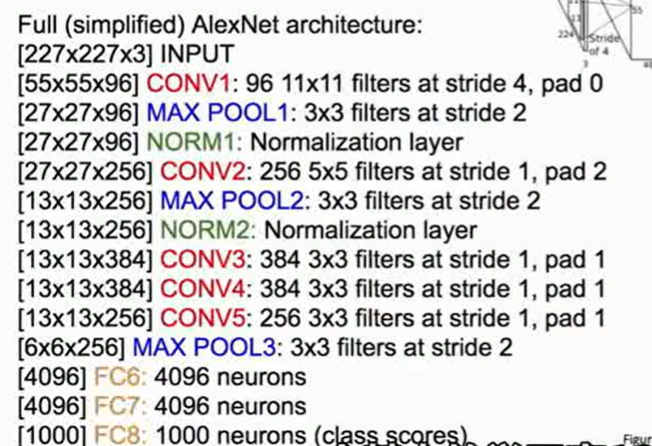 Full (simplified) AlexNet architecture:
[227x227x3] INPUT
[55x55x96] CONV1: 96 11x11 filters at stride 4, pad 0
[27x27x96] MAX POOL1: 3x3 filters at stride 2
[27x27x96] NORM1: Normalization layer
[27x27x256] CONV2: 256 5x5 filters at stride 1, pad 2
[13x13x256] MAX POOL2: 3x3 filters at stride 2
[13x13x256] NORM2: Normalization layer
[13x13x384] CONV3: 384 3x3 filters at stride 1, pad 1
[13x13x384] CONV4: 384 3x3 filters at stride 1, pad 1
[13x13x256] CONV5: 256 3x3 filters at stride 1, pad 1
[6x6x256] MAX POOL3: 3x3 filters at stride 2
[4096] FC6: 4096 neurons
[4096] FC7: 4096 neurons
[1000] FC8: 1000 neurons (class scores)
55
224
Stride
of 4
3